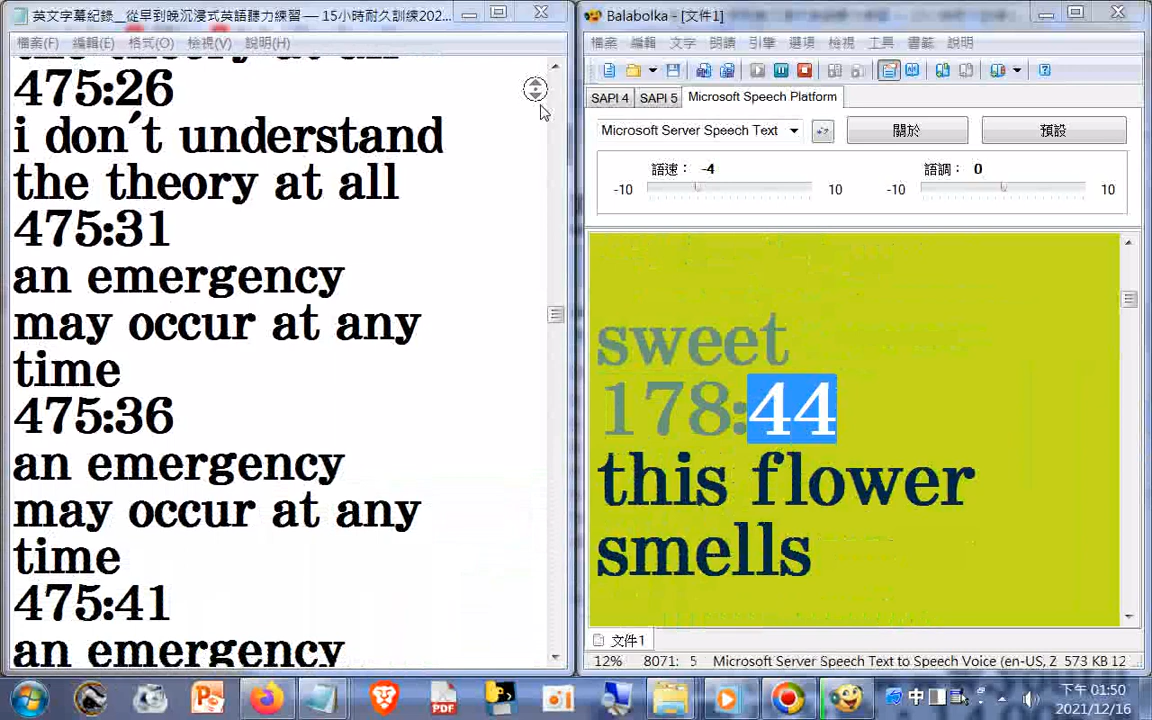 英文字幕紀錄__從早到晚沉浸式英語聽力練習 — 15小時耐久訓練202...
檔案(F) 編輯(E) 格式(O) 檢視(V) 說明(H)
the theory at all
475:26
i don't understand
the theory at all
475:31
an emergency
may occur at any
time
475:36
an emergency
may occur at any
time
475:41
an emergency
Balabolka - [文件1]
檔案 編輯 文字 朗讀 引擎 選項 檢視 工具 書籤 說明
SAPI 4 SAPI 5 Microsoft Speech Platform
Microsoft Server Speech Text 關於 預設
語速： -4 語調： 0
-10 10 -10 10
sweet
178:44
this flower
smells
文件1
12% 8071: 5 Microsoft Server Speech Text to Speech Voice (en-US, Z 573 KB 12
PDF
中
下午 01:50
2021/12/16